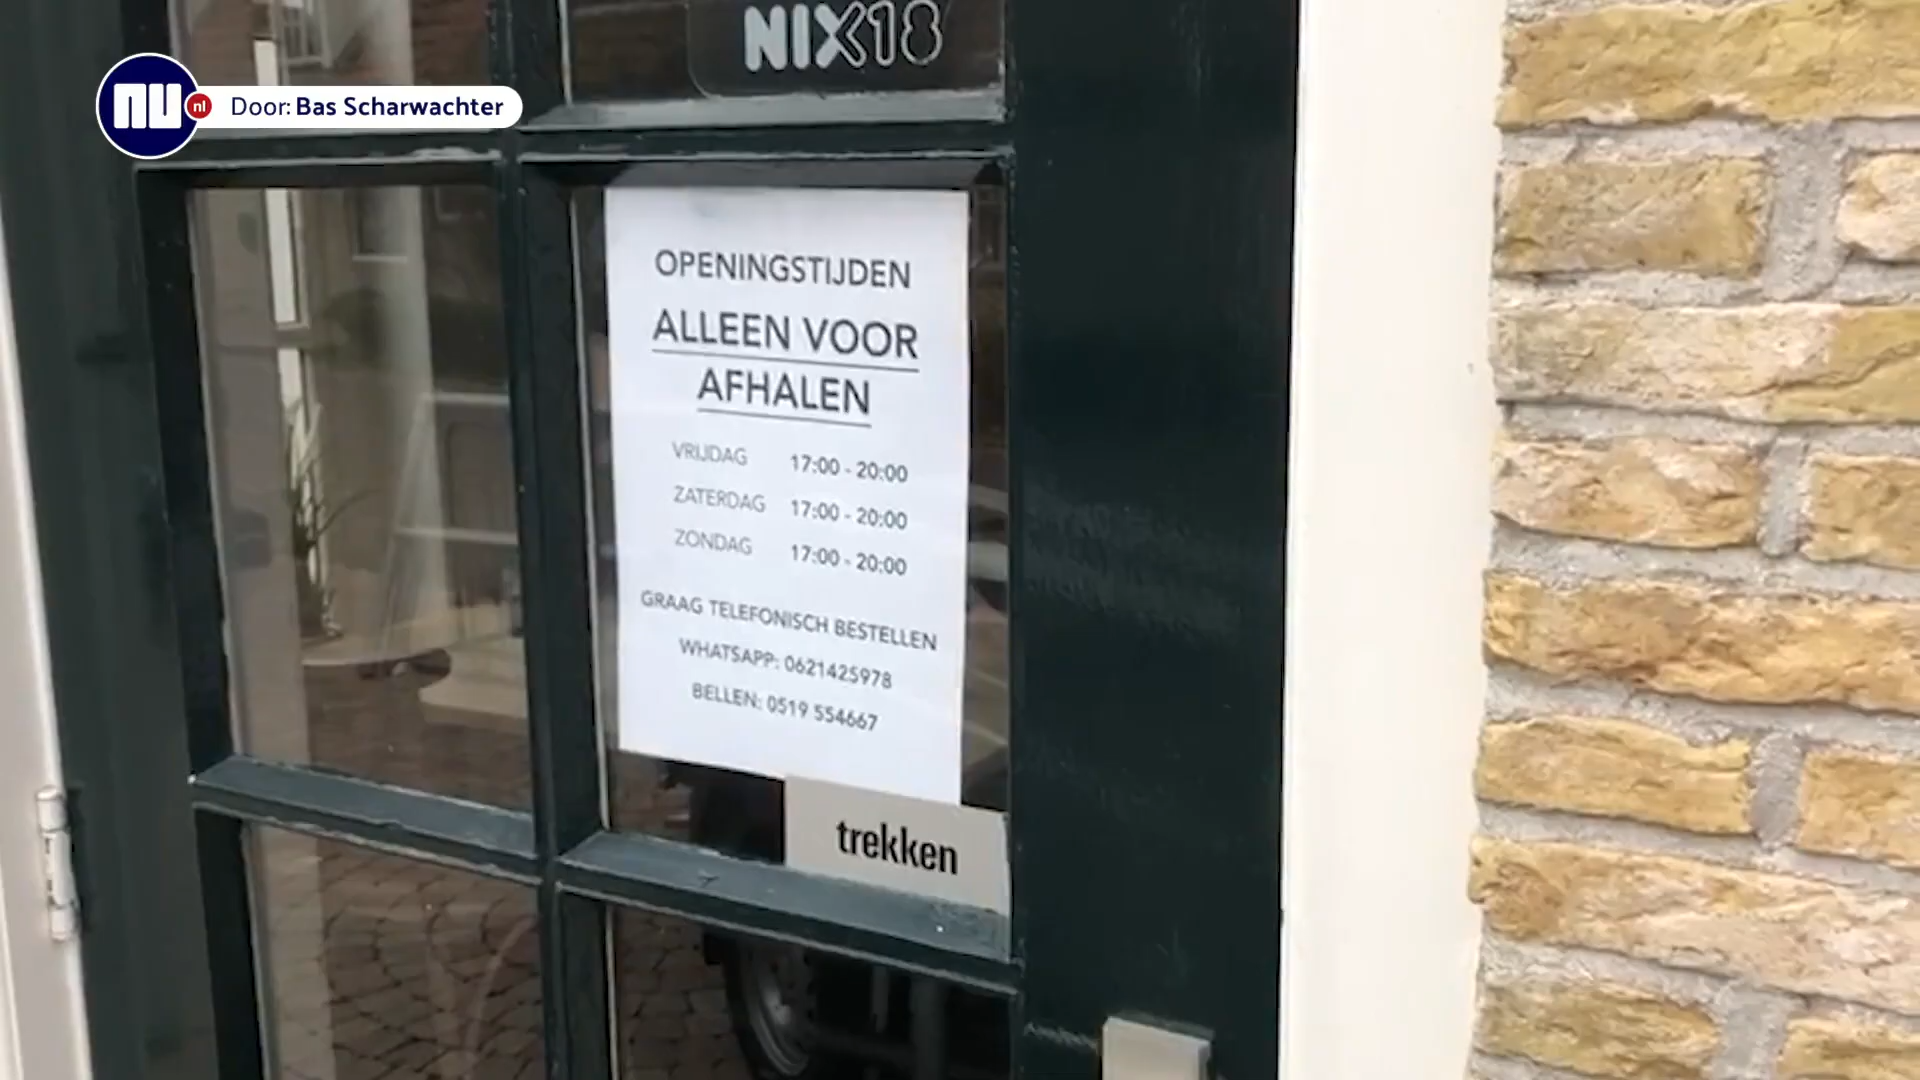 NIX18
nu nl Door: Bas Scharwachter
OPENINGSTIJDEN
ALLEEN VOOR
AFHALEN
VRIJDAG 17:00 - 20:00
ZATERDAG 17:00 - 20:00
ZONDAG 17:00 - 20:00
GRAAG TELEFONISCH BESTELLEN
WHATSAPP: 0621425978
BELLEN: 0519 554667
trekken